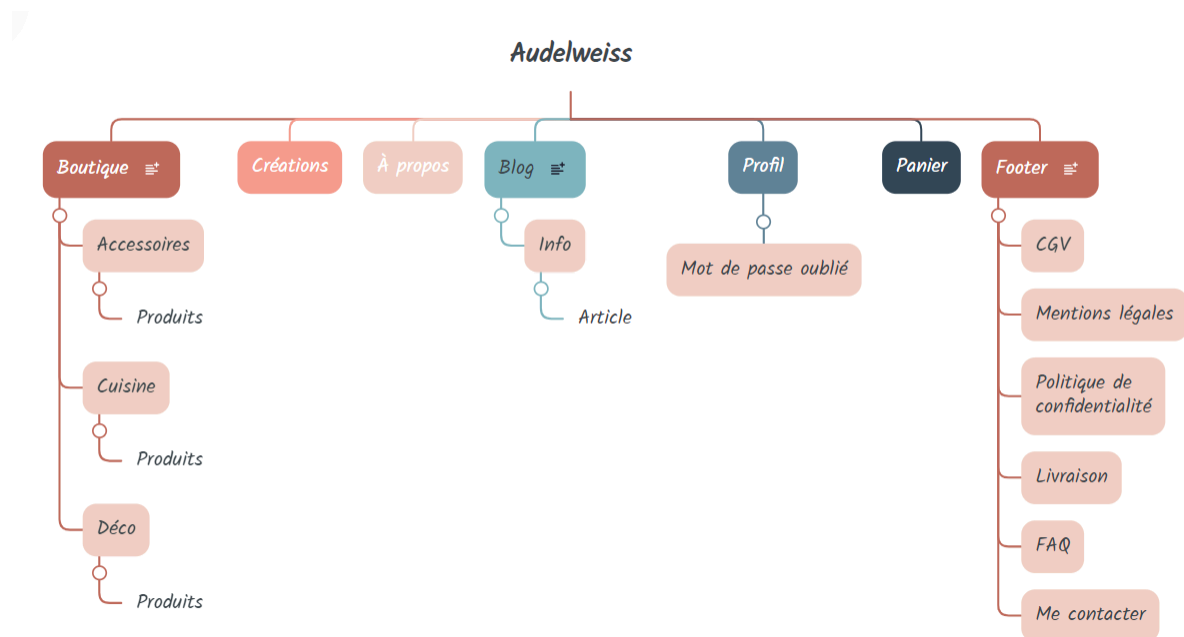 Audelweiss
Boutique
Créations
À propos
Blog
Profil
Panier
Footer
Accessoires
Produits
Cuisine
Produits
Déco
Produits
Info
Article
Mot de passe oublié
CGV
Mentions légales
Politique de
confidentialité
Livraison
FAQ
Me contacter